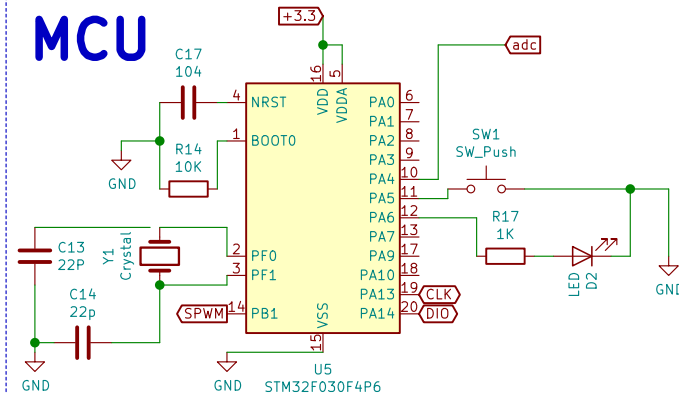 MCU
+3.3
adc
C17
104
16
VDD
5
VDDA
4
NRST
1
BOOT0
R14
10K
GND
PA0
6
PA1
7
PA2
8
PA3
9
PA4
10
PA5
11
PA6
12
PA7
13
PA9
17
PA10
18
PA13
19
CLK
PA14
20
DIO
SW1
SW_Push
R17
1K
LED
D2
GND
C13
22P
Y1
Crystal
2
PF0
3
PF1
C14
22p
SPWM
14
PB1
VSS
15
GND
GND
U5
STM32F030F4P6